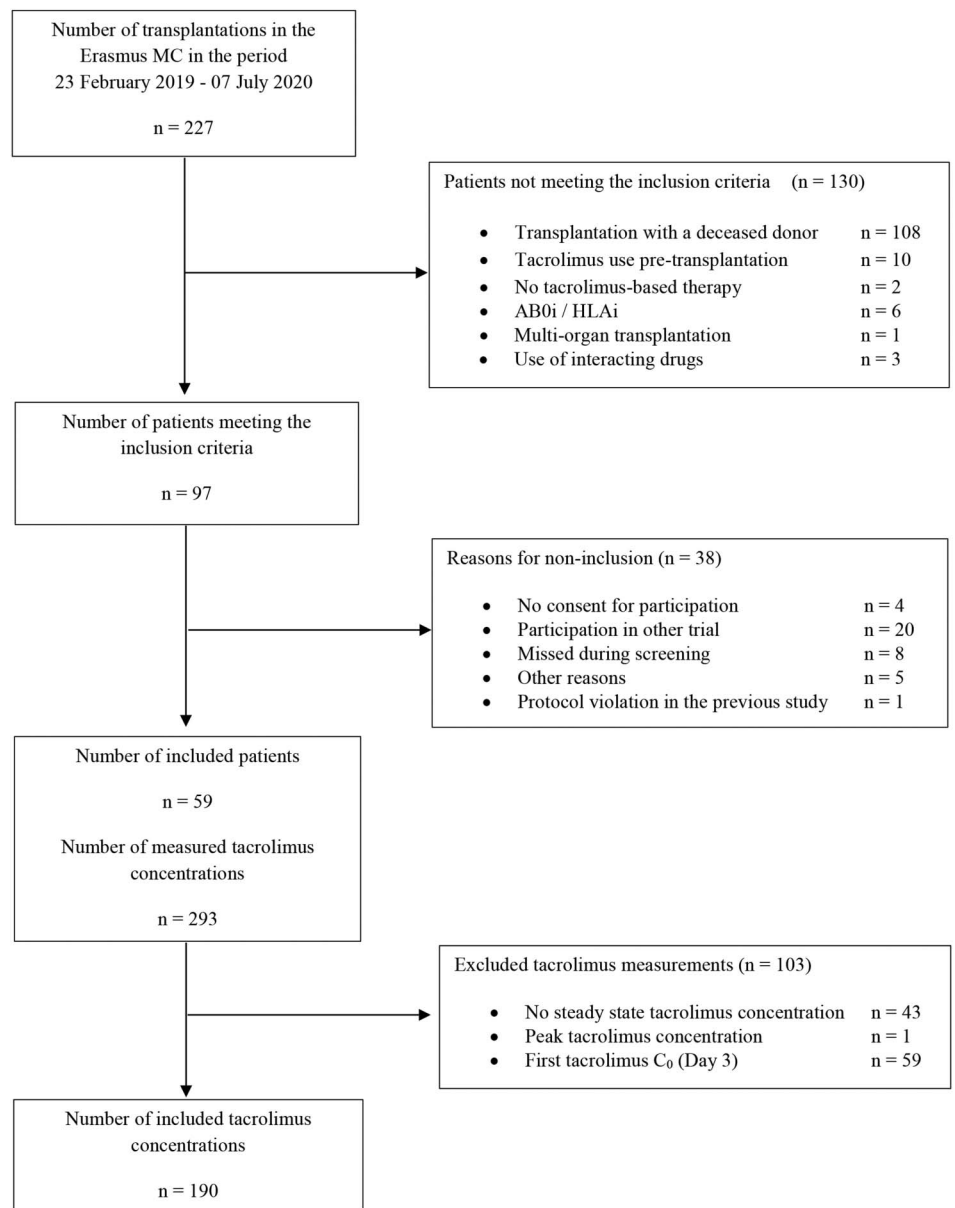 Number of transplantations in the
Erasmus MC in the period
23 February 2019 - 07 July 2020
n = 227
Patients not meeting the inclusion criteria (n = 130)
• Transplantation with a deceased donor n = 108
• Tacrolimus use pre-transplantation n = 10
• No tacrolimus-based therapy n = 2
• AB0i / HLAi n = 6
• Multi-organ transplantation n = 1
• Use of interacting drugs n = 3
Number of patients meeting the
inclusion criteria
n = 97
Reasons for non-inclusion (n = 38)
• No consent for participation n = 4
• Participation in other trial n = 20
• Missed during screening n = 8
• Other reasons n = 5
• Protocol violation in the previous study n = 1
Number of included patients
n = 59
Number of measured tacrolimus
concentrations
n = 293
Excluded tacrolimus measurements (n = 103)
• No steady state tacrolimus concentration n = 43
• Peak tacrolimus concentration n = 1
• First tacrolimus C₀ (Day 3) n = 59
Number of included tacrolimus
concentrations
n = 190